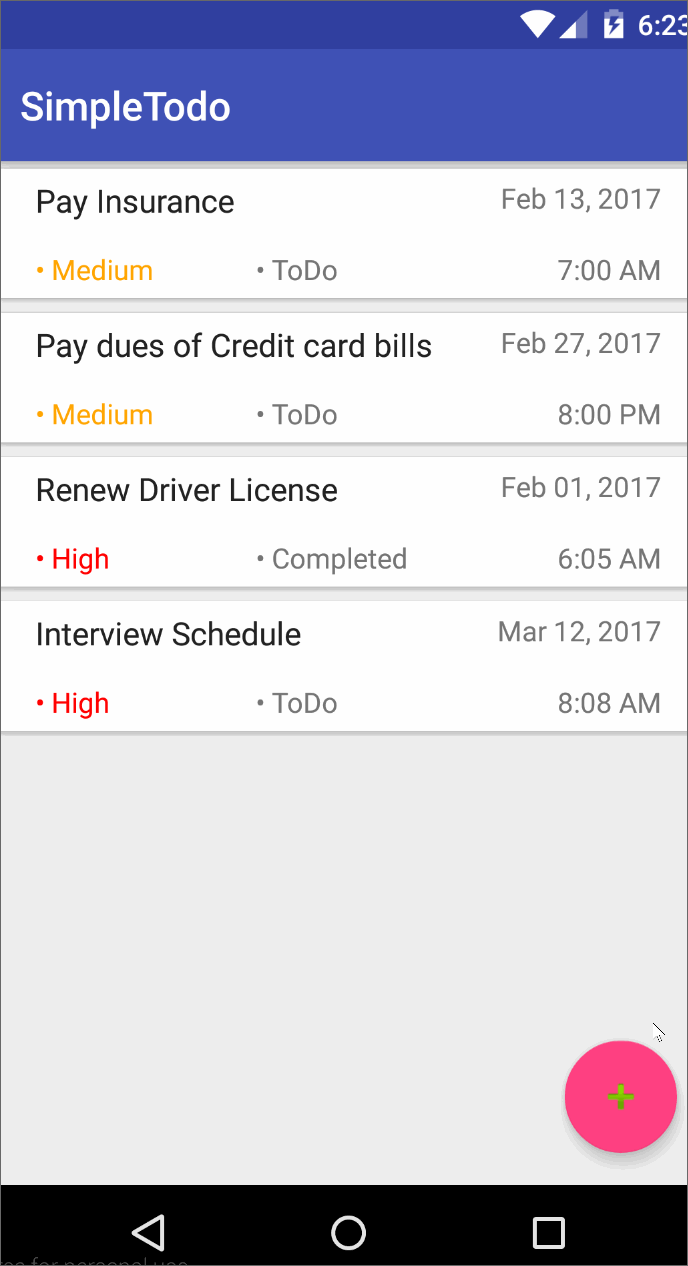 6:23
SimpleTodo
Pay Insurance Feb 13, 2017
• Medium • ToDo 7:00 AM
Pay dues of Credit card bills Feb 27, 2017
• Medium • ToDo 8:00 PM
Renew Driver License Feb 01, 2017
• High • Completed 6:05 AM
Interview Schedule Mar 12, 2017
• High • ToDo 8:08 AM
for personal use